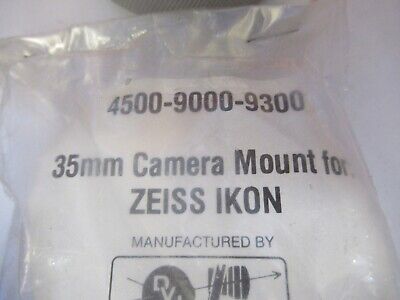 4500-9000-9300
35mm Camera Mount for
ZEISS IKON
MANUFACTURED BY